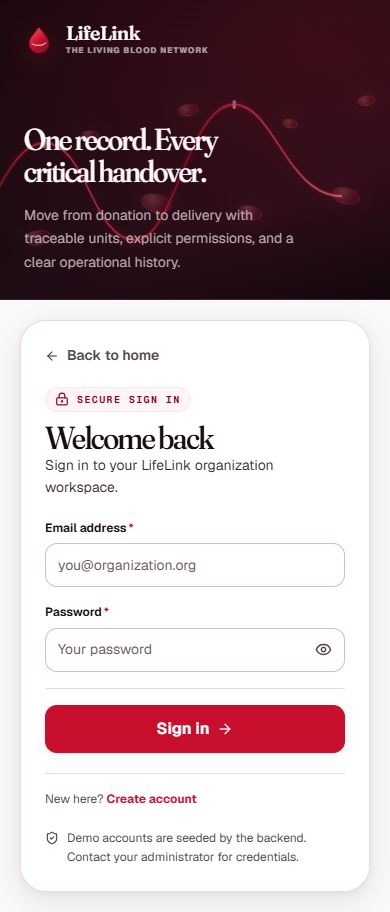 LifeLink
THE LIVING BLOOD NETWORK
One record. Every
critical handover.
Move from donation to delivery with
traceable units, explicit permissions, and a
clear operational history.
Back to home
SECURE SIGN IN
Welcome back
Sign in to your LifeLink organization
workspace.
Email address *
you@organization.org
Password *
Your password
Sign in
New here? Create account
Demo accounts are seeded by the backend.
Contact your administrator for credentials.